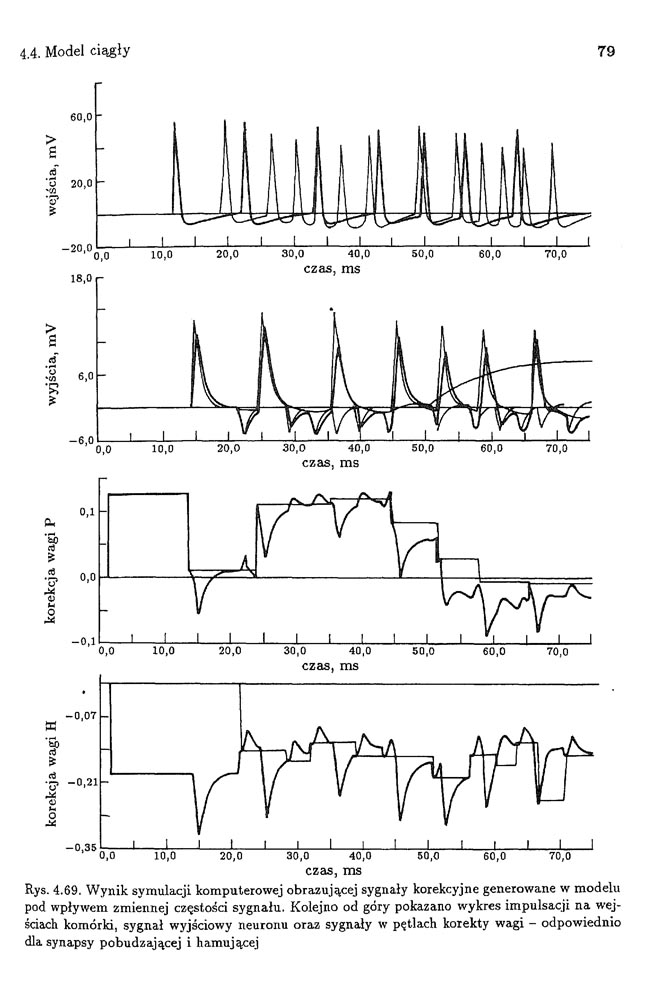 4.4. Model ciągły 79
60,0
20,0
−20,0
wejścia, mV
0,0 10,0 20,0 30,0 40,0 50,0 60,0 70,0
czas, ms
18,0
6,0
−6,0
wyjścia, mV
0,0 10,0 20,0 30,0 40,0 50,0 60,0 70,0
czas, ms
0,1
0,0
−0,1
korekcja wagi P
0,0 10,0 20,0 30,0 40,0 50,0 60,0 70,0
czas, ms
−0,07
−0,21
−0,35
korekcja wagi H
0,0 10,0 20,0 30,0 40,0 50,0 60,0 70,0
czas, ms
Rys. 4.69. Wynik symulacji komputerowej obrazującej sygnały korekcyjne generowane w modelu
pod wpływem zmiennej częstości sygnału. Kolejno od góry pokazano wykres impulsacji na wej-
ściach komórki, sygnał wyjściowy neuronu oraz sygnały w pętlach korekty wagi – odpowiednio
dla synapsy pobudzającej i hamującej